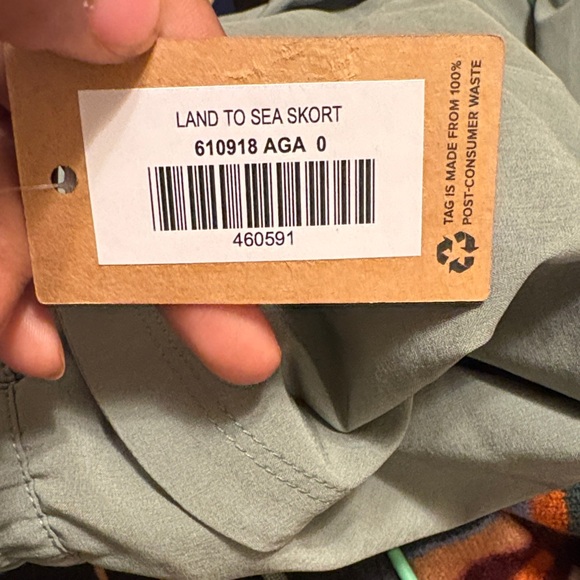 LAND TO SEA SKORT
610918 AGA 0
460591
TAG IS MADE FROM 100%
POST-CONSUMER WASTE